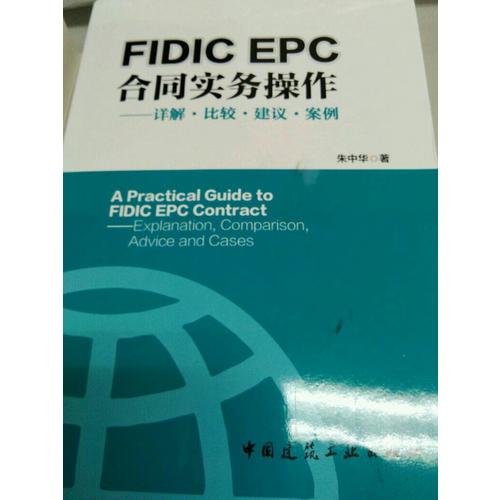 FIDIC EPC
合同实务操作
——详解·比较·建议·案例
朱中华◎著
A Practical Guide to
FIDIC EPC Contract
——Explanation, Comparison,
Advice and Cases
中国建筑工业出版社